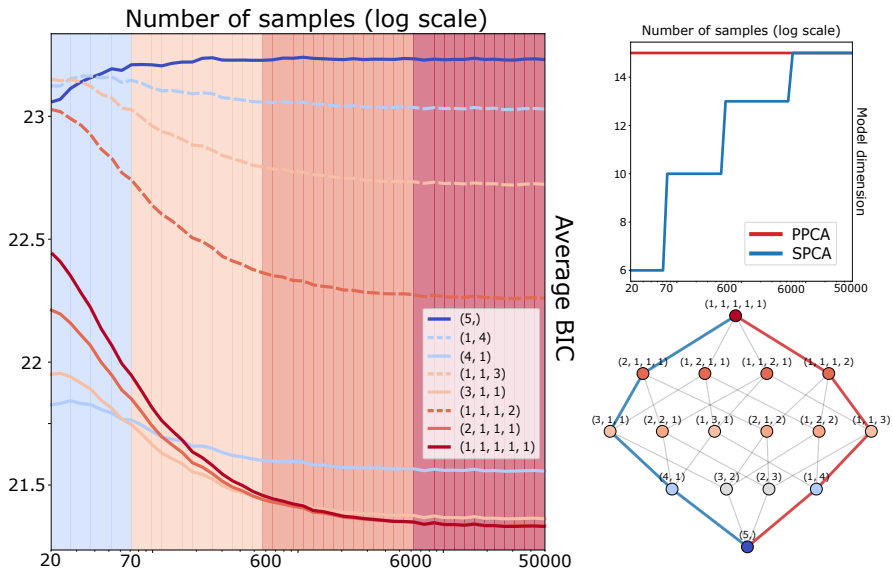 Number of samples (log scale)
23
22.5
22
21.5
20
70
600
6000
50000
Average BIC
(5,)
(1, 4)
(4, 1)
(1, 1, 3)
(3, 1, 1)
(1, 1, 1, 2)
(2, 1, 1, 1)
(1, 1, 1, 1, 1)
Number of samples (log scale)
14
12
10
8
6
20
70
600
6000
50000
Model dimension
PPCA
SPCA
(1, 1, 1, 1, 1)
(2, 1, 1, 1)
(1, 2, 1, 1)
(1, 1, 2, 1)
(1, 1, 1, 2)
(3, 1, 1)
(2, 2, 1)
(1, 3, 1)
(2, 1, 2)
(1, 2, 2)
(1, 1, 3)
(4, 1)
(3, 2)
(2, 3)
(1, 4)
(5,)